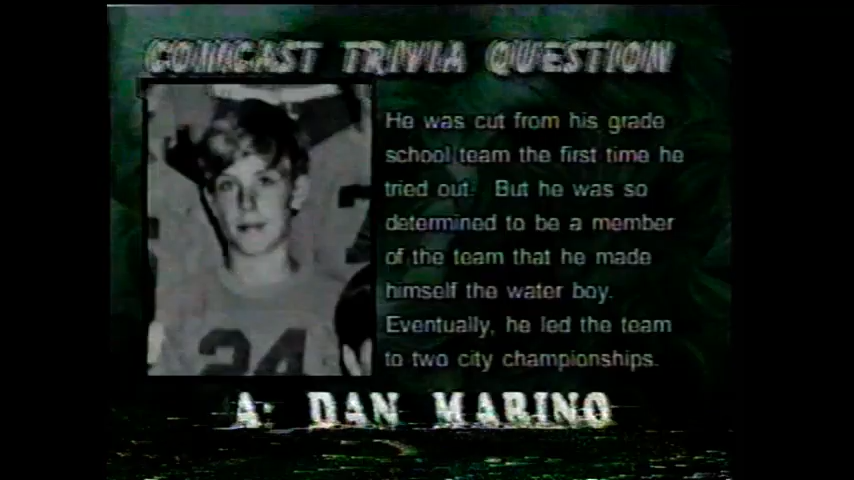 COMCAST TRIVIA QUESTION
He was cut from his grade
school team the first time he
tried out. But he was so
determined to be a member
of the team that he made
himself the water boy.
Eventually, he led the team
to two city championships.
24
2
A: DAN MARINO